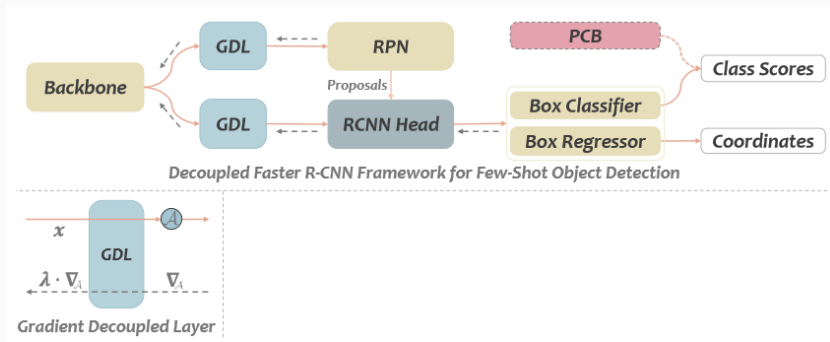 GDL
RPN
PCB
Backbone
Class Scores
Proposals
GDL
RCNN Head
Box Classifier
Box Regressor
Coordinates
Decoupled Faster R-CNN Framework for Few-Shot Object Detection
x
A
GDL
λ · ∇A
∇A
Gradient Decoupled Layer